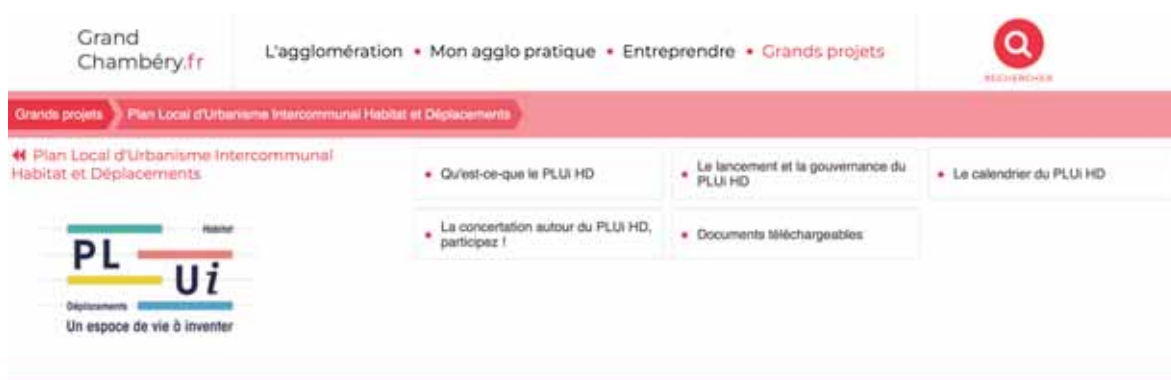 Grand
Chambéry.fr
L'agglomération • Mon agglo pratique • Entreprendre • Grands projets
RECHERCHER
Grands projets
Plan Local d'Urbanisme Intercommunal Habitat et Déplacements
Plan Local d'Urbanisme Intercommunal
Habitat et Déplacements
• Qu'est-ce-que le PLUi HD
• Le lancement et la gouvernance du
PLUi HD
• Le calendrier du PLUi HD
• La concertation autour du PLUi HD,
participez !
• Documents téléchargeables
Habitat
PL
Ui
Déplacements
Un espace de vie à inventer